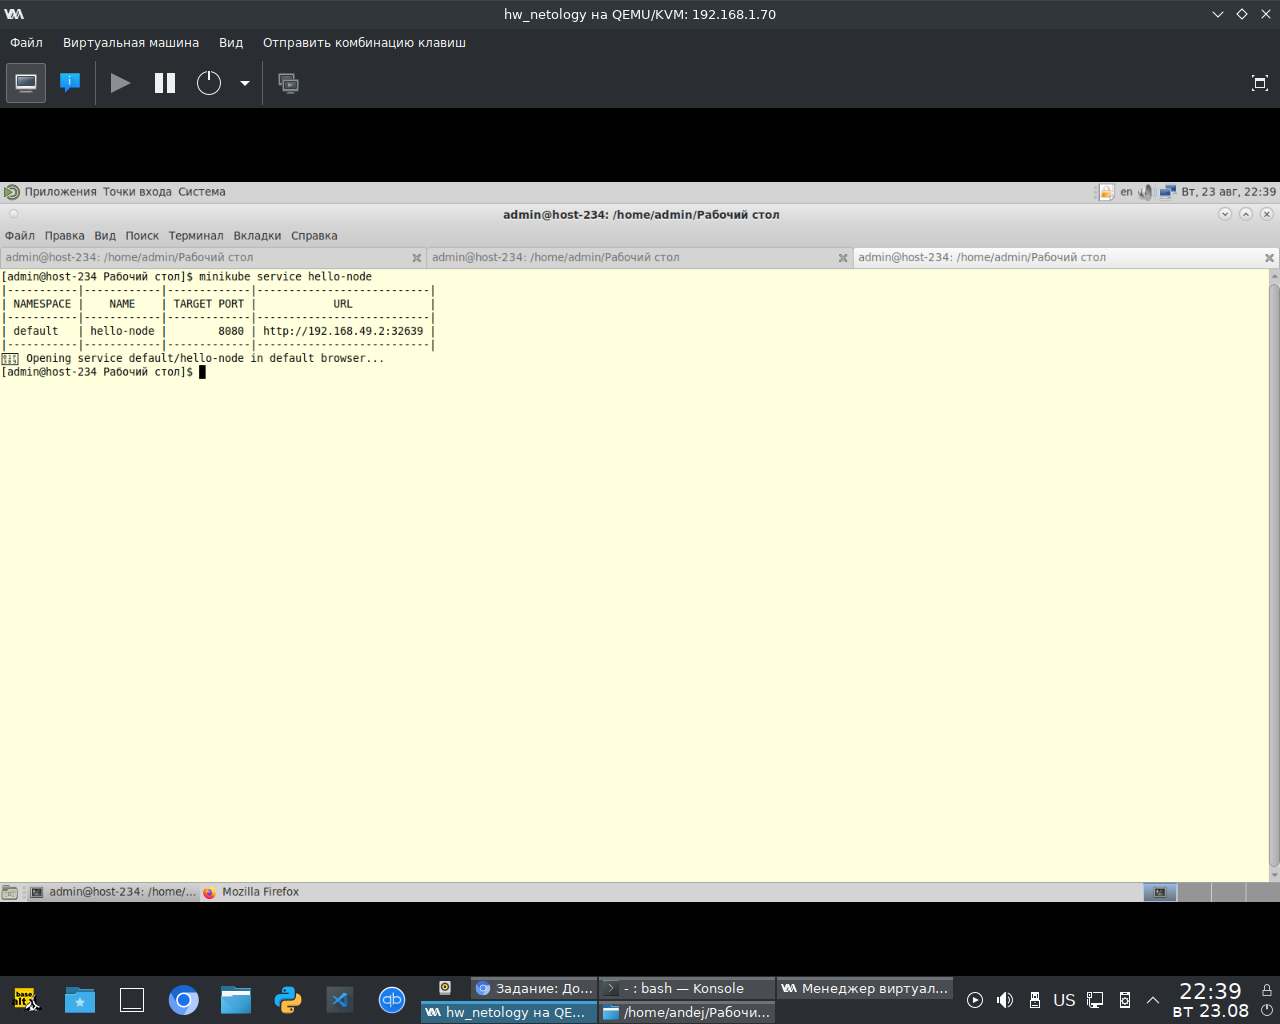 hw_netology на QEMU/KVM: 192.168.1.70
Файл Виртуальная машина Вид Отправить комбинацию клавиш
Приложения Точки входа Система en Вт, 23 авг, 22:39
admin@host-234: /home/admin/Рабочий стол
Файл Правка Вид Поиск Терминал Вкладки Справка
admin@host-234: /home/admin/Рабочий стол admin@host-234: /home/admin/Рабочий стол admin@host-234: /home/admin/Рабочий стол
[admin@host-234 Рабочий стол]$ minikube service hello-node
|-----------|------------|-------------|---------------------------|
| NAMESPACE | NAME | TARGET PORT | URL |
|-----------|------------|-------------|---------------------------|
| default | hello-node | 8080 | http://192.168.49.2:32639 |
|-----------|------------|-------------|---------------------------|
Opening service default/hello-node in default browser...
[admin@host-234 Рабочий стол]$
admin@host-234: /home/... Mozilla Firefox
Задание: До... - : bash — Konsole Менеджер виртуал...
hw_netology на QE... /home/andej/Рабочи...
base alt qb US 22:39
вт 23.08